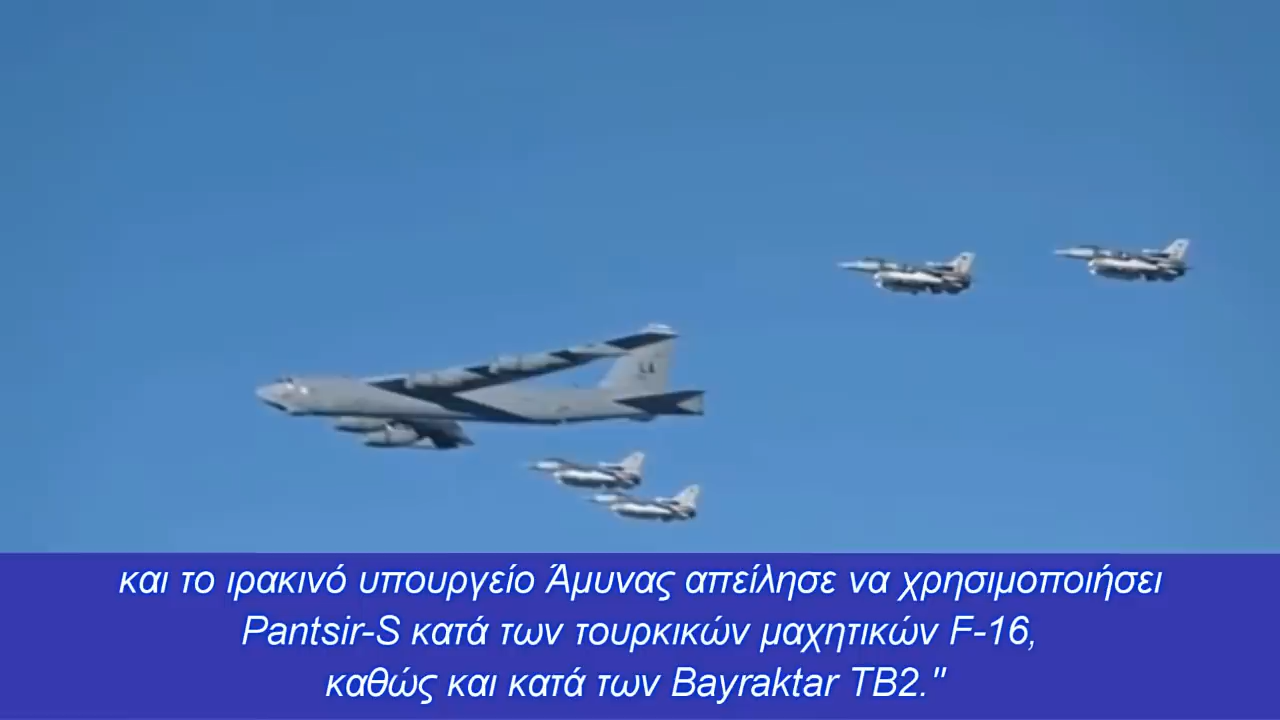 LA
και το ιρακινό υπουργείο Άμυνας απείλησε να χρησιμοποιήσει
Pantsir-S κατά των τουρκικών μαχητικών F-16,
καθώς και κατά των Bayraktar TB2."